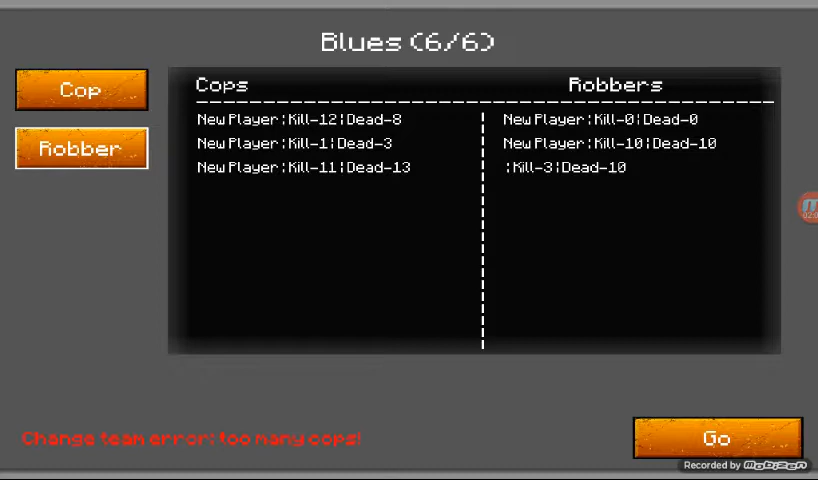 Blues (6/6)
Cop
Robber
Cops
Robbers
New Player¦Kill-12¦Dead-8
New Player¦Kill-1¦Dead-3
New Player¦Kill-11¦Dead-13
New Player¦Kill-0¦Dead-0
New Player¦Kill-10¦Dead-10
¦Kill-3¦Dead-10
Change team error: too many cops!
Go
Recorded by mobizen